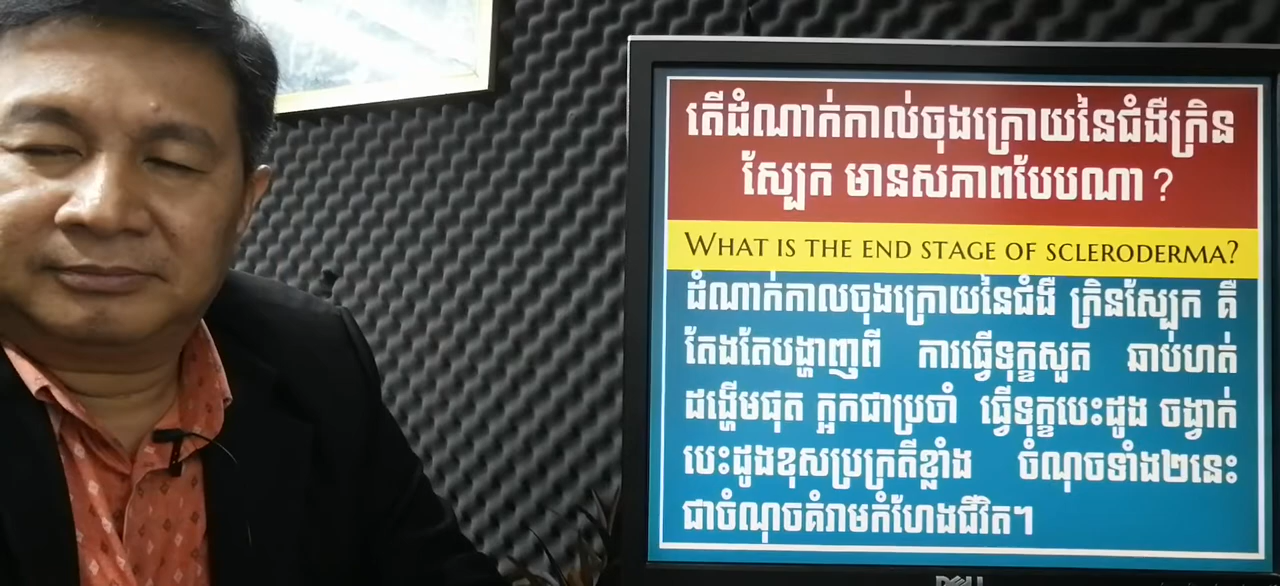 តើដំណាក់កាល់ចុងក្រោយនៃជំងឺក្រិន
ស្បែក មានសភាពបែបណា ?
What is the end stage of scleroderma?
ដំណាក់កាលចុងក្រោយនៃជំងឺ ក្រិនស្បែក គឺ
តែងតែបង្ហាញពី ការធ្វើទុក្ខសួត ឆាប់ហត់
ដង្ហើមផុត ក្អកជាប្រចាំ ធ្វើទុក្ខបេះដូង ចង្វាក់
បេះដូងខុសប្រក្រតីខ្លាំង ចំណុចទាំង២នេះ
ជាចំណុចគំរាមកំហែងជីវិត។
DELL